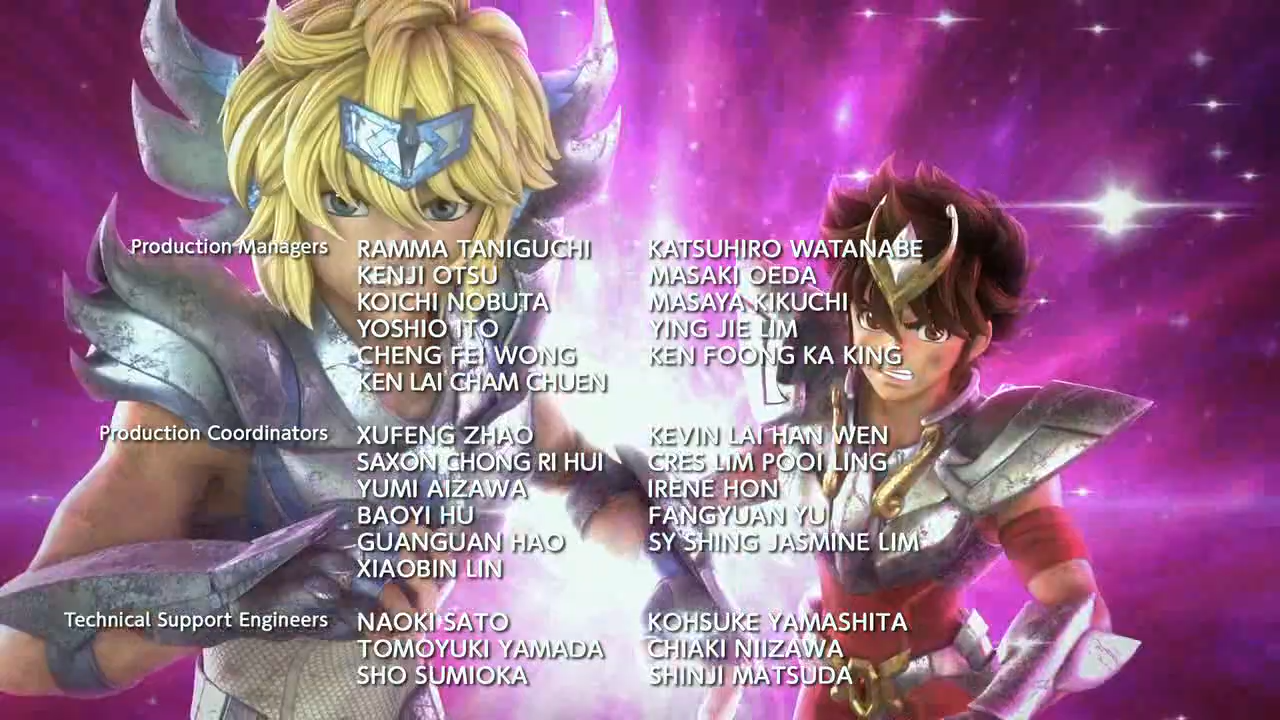 Production Managers RAMMA TANIGUCHI KATSUHIRO WATANABE
KENJI OTSU MASAKI OEDA
KOICHI NOBUTA MASAYA KIKUCHI
YOSHIO ITO YING JIE LIM
CHENG FEI WONG KEN FOONG KA KING
KEN LAI CHAM CHUEN
Production Coordinators XUFENG ZHAO KEVIN LAI HAN WEN
SAXON CHONG RI HUI CRES LIM POOI LING
YUMI AIZAWA IRENE HON
BAOYI HU FANGYUAN YU
GUANGUAN HAO SY SHING JASMINE LIM
XIAOBIN LIN
Technical Support Engineers NAOKI SATO KOHSUKE YAMASHITA
TOMOYUKI YAMADA CHIAKI NIIZAWA
SHO SUMIOKA SHINJI MATSUDA